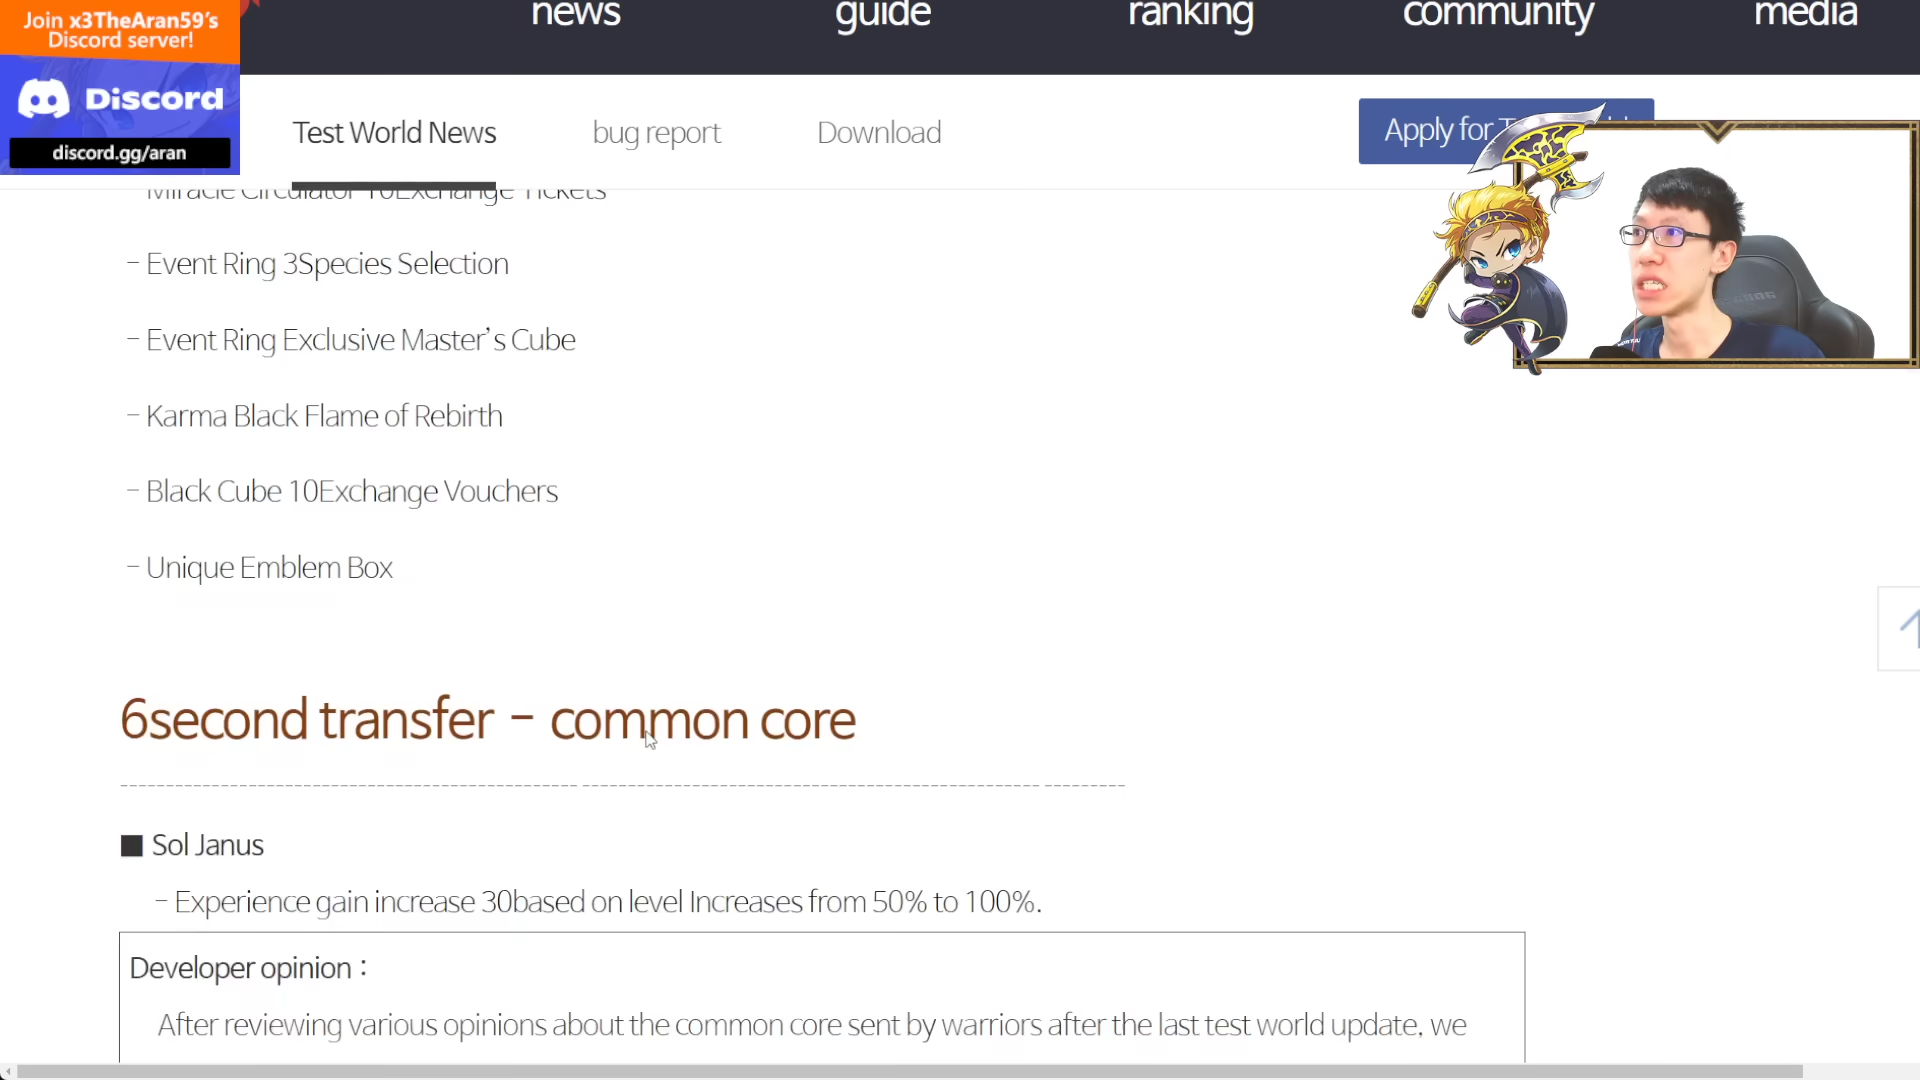 Join x3TheAran59's
Discord server!
Discord
discord.gg/aran
news
guide
ranking
community
media
Test World News
bug report
Download
Apply for
Miracle Circulator 10Exchange Tickets
- Event Ring 3Species Selection
- Event Ring Exclusive Master's Cube
- Karma Black Flame of Rebirth
- Black Cube 10Exchange Vouchers
- Unique Emblem Box
6second transfer - common core
■ Sol Janus
- Experience gain increase 30based on level Increases from 50% to 100%.
Developer opinion :
After reviewing various opinions about the common core sent by warriors after the last test world update, we